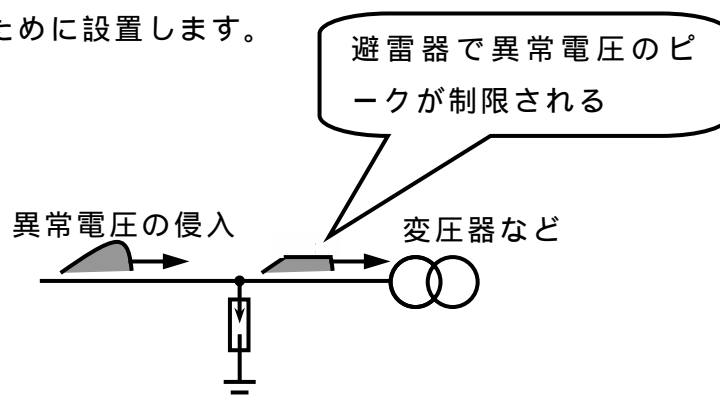 ために設置します。
避雷器で異常電圧のピ
ークが制限される
異常電圧の侵入
変圧器など